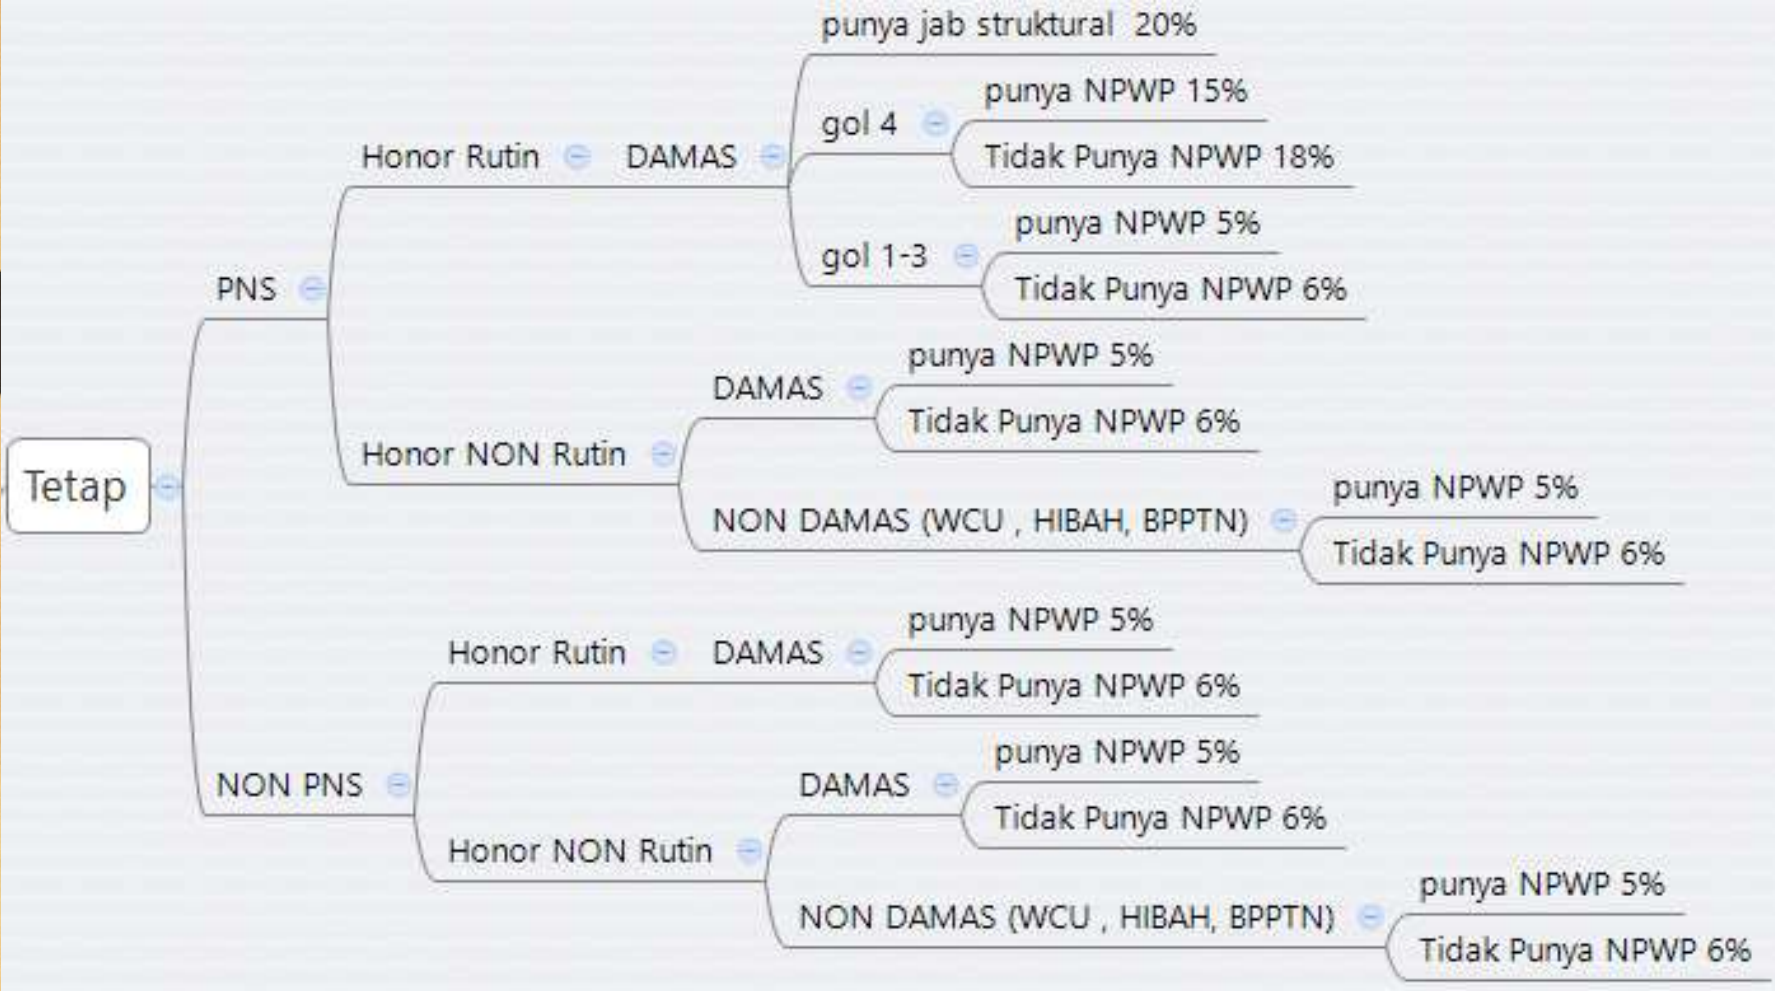 punya jab struktural 20%
punya NPWP 15%
gol 4
Honor Rutin DAMAS Tidak Punya NPWP 18%
punya NPWP 5%
gol 1-3
PNS Tidak Punya NPWP 6%
punya NPWP 5%
DAMAS
Tidak Punya NPWP 6%
Honor NON Rutin
Tetap punya NPWP 5%
NON DAMAS (WCU , HIBAH, BPPTN)
Tidak Punya NPWP 6%
punya NPWP 5%
Honor Rutin DAMAS
Tidak Punya NPWP 6%
punya NPWP 5%
NON PNS DAMAS
Tidak Punya NPWP 6%
Honor NON Rutin
punya NPWP 5%
NON DAMAS (WCU , HIBAH, BPPTN)
Tidak Punya NPWP 6%